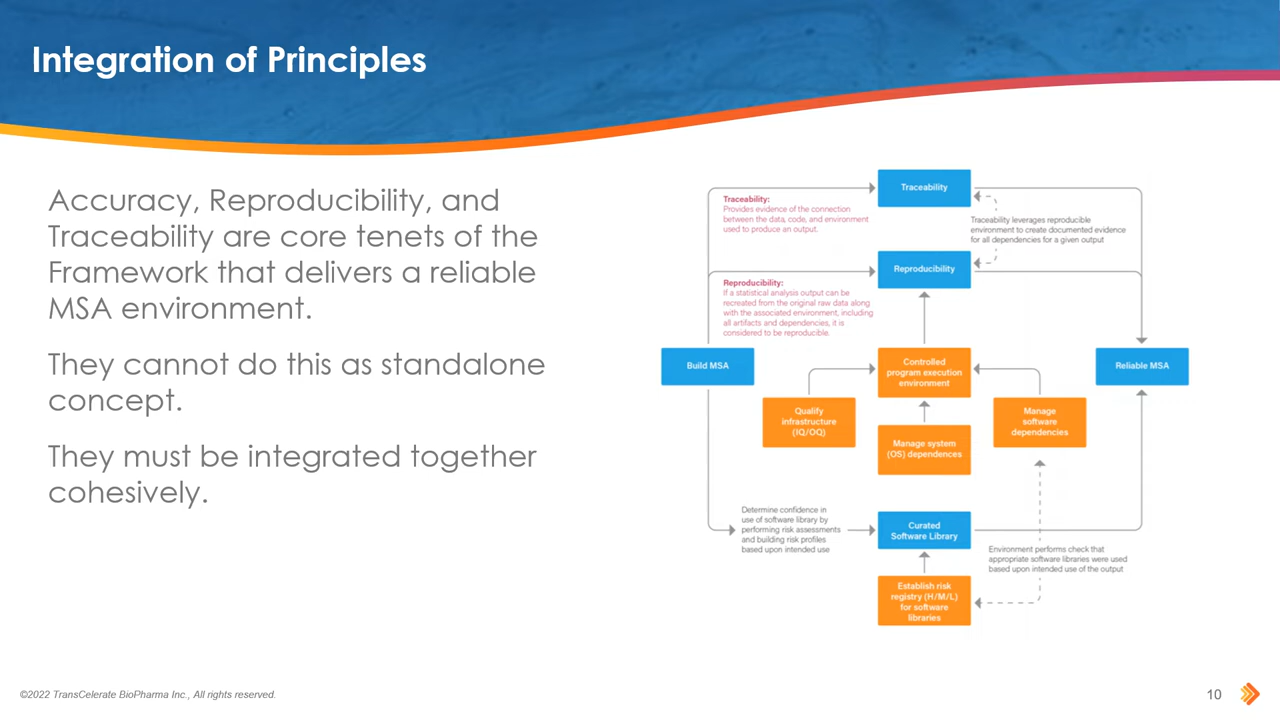 Integration of Principles
Accuracy, Reproducibility, and
Traceability are core tenets of the
Framework that delivers a reliable
MSA environment.
They cannot do this as standalone
concept.
They must be integrated together
cohesively.
Traceability
Traceability:
Provides evidence of the connection
between the data, code, and environment
used to produce an output.
Traceability leverages reproducible
environment to create documented evidence
for all dependencies for a given output
Reproducibility
Reproducibility:
If a statistical analysis output can be
recreated from the original raw data along
with the associated environment, including
all artifacts and dependencies, it is
considered to be reproducible.
Build MSA
Controlled
program execution
environment
Reliable MSA
Qualify
infrastructure
(IQ/OQ)
Manage system
(OS) dependences
Manage
software
dependencies
Determine confidence in
use of software library by
performing risk assessments
and building risk profiles
based upon intended use
Curated
Software Library
Environment performs check that
appropriate software libraries were used
based upon intended use of the output
Establish risk
registry (H/M/L)
for software
libraries
©2022 TransCelerate BioPharma Inc., All rights reserved.
10